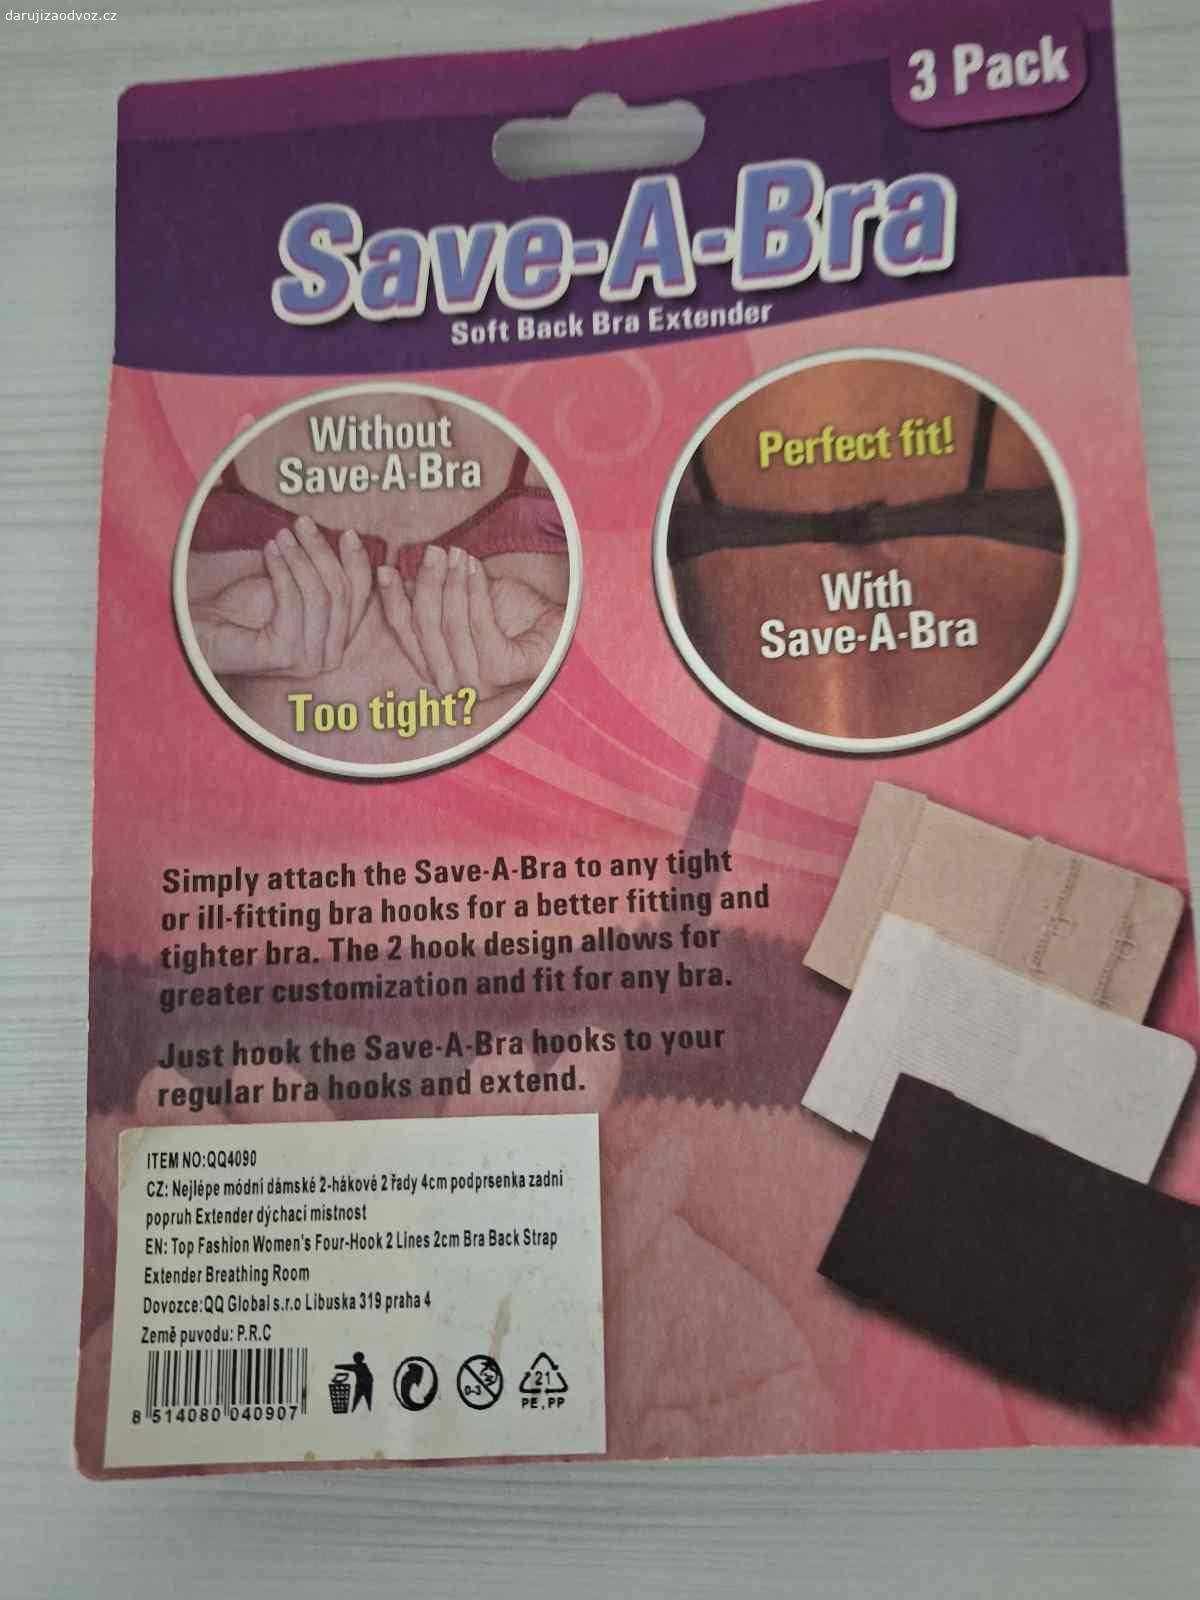 darujizaodvoz.cz
3 Pack
Save-A-Bra
Soft Back Bra Extender
Without
Save-A-Bra
Too tight?
Perfect fit!
With
Save-A-Bra
Simply attach the Save-A-Bra to any tight
or ill-fitting bra hooks for a better fitting and
tighter bra. The 2 hook design allows for
greater customization and fit for any bra.
Just hook the Save-A-Bra hooks to your
regular bra hooks and extend.
ITEM NO:QQ4090
CZ: Nejlépe módní dámské 2-hákové 2 řady 4cm podprsenka zadní
popruh Extender dýchací místnost
EN: Top Fashion Women's Four-Hook 2 Lines 2cm Bra Back Strap
Extender Breathing Room
Dovozce:QQ Global s.r.o Libuska 319 praha 4
Země puvodu: P.R.C
8 514080 040907
0-3
21
PE,PP